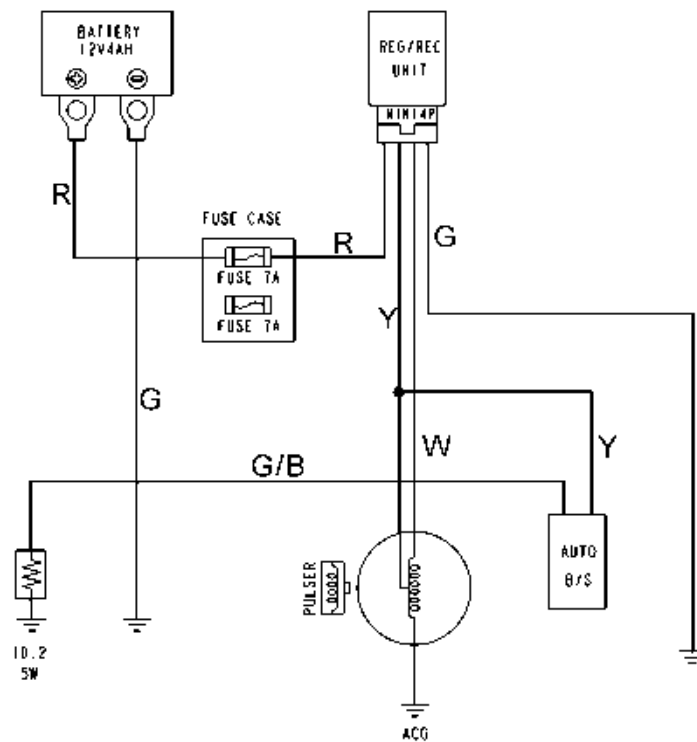 BATTERY
12V4AH
REG/REC
UNIT
MINI4P
R
FUSE CASE
R
G
FUSE 7A
FUSE 7A
Y
G
W
Y
G/B
PULSER
AUTO
B/S
10.2
5W
ACG